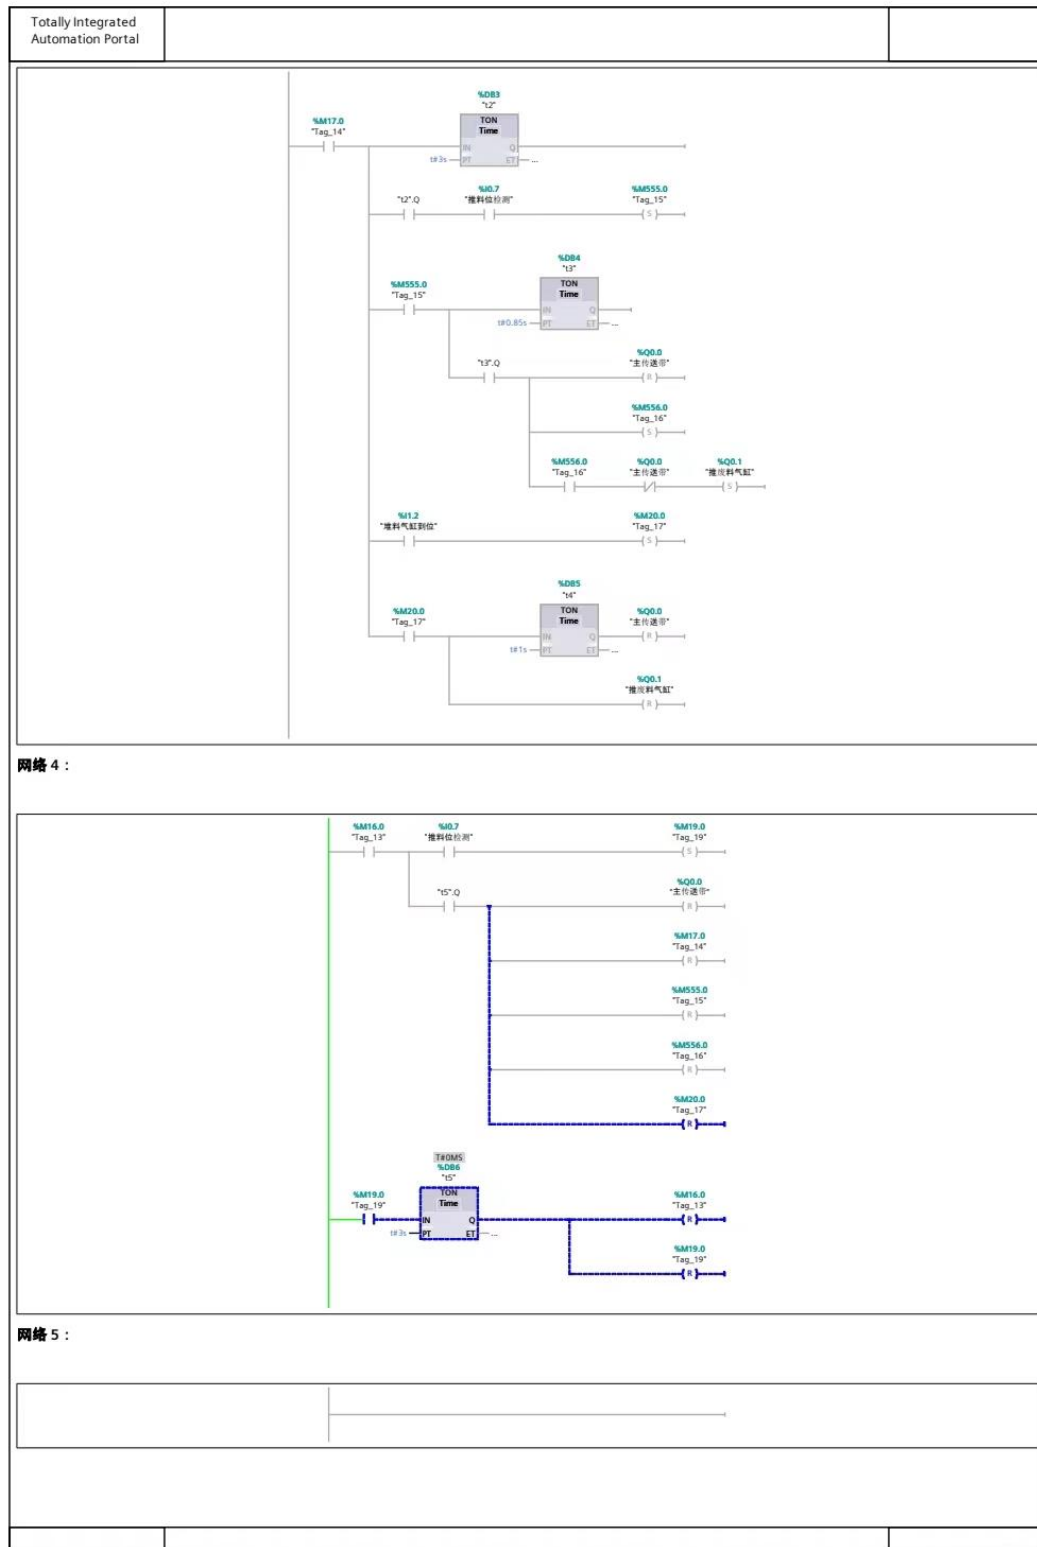 Totally Integrated
Automation Portal
%DB3
"t2"
%M17.0
"Tag_14"
TON
Time
IN
Q
t#3s
PT
ET
...
"t2".Q
%I0.7
"推料位检测"
%M555.0
"Tag_15"
S
%DB4
"t3"
%M555.0
"Tag_15"
TON
Time
IN
Q
t#0.85s
PT
ET
...
"t3".Q
%Q0.0
"主传送带"
R
%M556.0
"Tag_16"
S
%M556.0
"Tag_16"
%Q0.0
"主传送带"
%Q0.1
"推废料气缸"
S
%I1.2
"堆料气缸到位"
%M20.0
"Tag_17"
S
%DB5
"t4"
%M20.0
"Tag_17"
TON
Time
%Q0.0
"主传送带"
IN
Q
R
t#1s
PT
ET
...
%Q0.1
"推废料气缸"
R
网络 4：
%M16.0
"Tag_13"
%I0.7
"推料位检测"
%M19.0
"Tag_19"
S
"t5".Q
%Q0.0
"主传送带"
R
%M17.0
"Tag_14"
R
%M555.0
"Tag_15"
R
%M556.0
"Tag_16"
R
%M20.0
"Tag_17"
R
T#0MS
%DB6
"t5"
%M19.0
"Tag_19"
TON
Time
%M16.0
"Tag_13"
IN
Q
R
t#3s
PT
ET
...
%M19.0
"Tag_19"
R
网络 5：